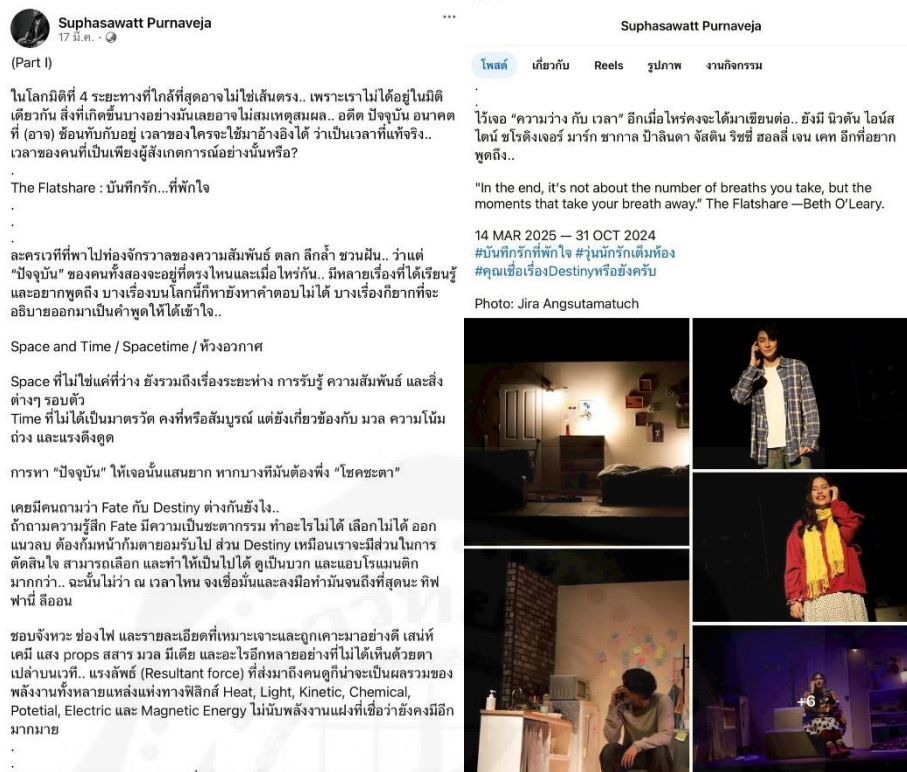 Suphasawatt Purnaveja
17 มี.ค. ·
(Part I)
ในโลกมิติที่ 4 ระยะทางที่ใกล้ที่สุดอาจไม่ใช่เส้นตรง.. เพราะเราไม่ได้อยู่ในมิติ
เดียวกัน สิ่งที่เกิดขึ้นบางอย่างมันเลยอาจไม่สมเหตุสมผล.. อดีต ปัจจุบัน อนาคต
ที่ (อาจ) ซ้อนทับกันอยู่ เวลาของใครจะใช้มาอ้างอิงได้ ว่าเป็นเวลาที่แท้จริง..
เวลาของคนที่เป็นเพียงผู้สังเกตการณ์อย่างนั้นหรือ?
.
The Flatshare : บันทึกรัก...ที่พักใจ
.
.
.
ละครเวทีที่พาไปท่องจักรวาลของความสัมพันธ์ ตลก ลึกล้ำ ชวนฝัน.. ว่าแต่
“ปัจจุบัน” ของคนทั้งสองจะอยู่ที่ตรงไหนและเมื่อไหร่กัน.. มีหลายเรื่องที่ได้เรียนรู้
และอยากพูดถึง บางเรื่องบนโลกนี้ก็หายังหาคำตอบไม่ได้ บางเรื่องก็ยากที่จะ
อธิบายออกมาเป็นคำพูดให้ได้เข้าใจ..
Space and Time / Spacetime / ห้วงอวกาศ
Space ที่ไม่ใช่แค่ที่ว่าง ยังรวมถึงเรื่องระยะห่าง การรับรู้ ความสัมพันธ์ และสิ่ง
ต่างๆ รอบตัว
Time ที่ไม่ได้เป็นมาตรวัด คงที่หรือสมบูรณ์ แต่ยังเกี่ยวข้องกับ มวล ความโน้ม
ถ่วง และแรงดึงดูด
การหา “ปัจจุบัน” ให้เจอนั้นแสนยาก หากบางทีมันต้องพึ่ง “โชคชะตา”
เคยมีคนถามว่า Fate กับ Destiny ต่างกันยังไง..
ถ้าถามความรู้สึก Fate มีความเป็นชะตากรรม ทำอะไรไม่ได้ เลือกไม่ได้ ออก
แนวลบ ต้องก้มหน้าก้มตายอมรับไป ส่วน Destiny เหมือนเราจะมีส่วนในการ
ตัดสินใจ สามารถเลือก และทำให้เป็นไปได้ ดูเป็นบวก และแอบโรแมนติก
มากกว่า.. ฉะนั้นไม่ว่า ณ เวลาไหน จงเชื่อมั่นและลงมือทำมันจนถึงที่สุดนะ ทิฟ
ฟานี่ ลีออน
ชอบจังหวะ ช่องไฟ และรายละเอียดที่เหมาะเจาะและถูกเคาะมาอย่างดี เสน่ห์
เคมี แสง props สสาร มวล มีเดีย และอะไรอีกหลายอย่างที่ไม่ได้เห็นด้วยตา
เปล่าบนเวที.. แรงลัพธ์ (Resultant force) ที่ส่งมาถึงคนดูก็น่าจะเป็นผลรวมของ
พลังงานทั้งหลายแหล่งแห่งทางฟิสิกส์ Heat, Light, Kinetic, Chemical,
Potetial, Electric และ Magnetic Energy ไม่นับพลังงานแฝงที่เชื่อว่ายังคงมีอีก
มากมาย
.
.
Suphasawatt Purnaveja
โพสต์ เกี่ยวกับ Reels รูปภาพ งานกิจกรรม
.
.
ไว้เจอ “ความว่าง กับ เวลา” อีกเมื่อไหร่คงจะได้มาเขียนต่อ.. ยังมี นิวตัน ไอน์ส
ไตน์ ชโรดิงเจอร์ มาร์ก ชากาล ป้าลินดา จัสติน ริชซี่ ฮอลลี่ เจน เคท อีกที่อยาก
พูดถึง..
"In the end, it's not about the number of breaths you take, but the
moments that take your breath away.” The Flatshare —Beth O’Leary.
14 MAR 2025 — 31 OCT 2024
#บันทึกรักที่พักใจ #วุ่นนักรักเต็มห้อง
#คุณเชื่อเรื่องDestinyหรือยังครับ
Photo: Jira Angsutamatuch
+6